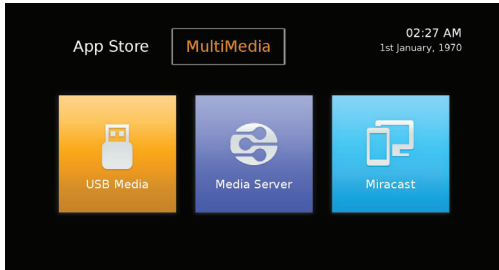 App Store
MultiMedia
02:27 AM
1st January, 1970
USB Media
Media Server
Miracast